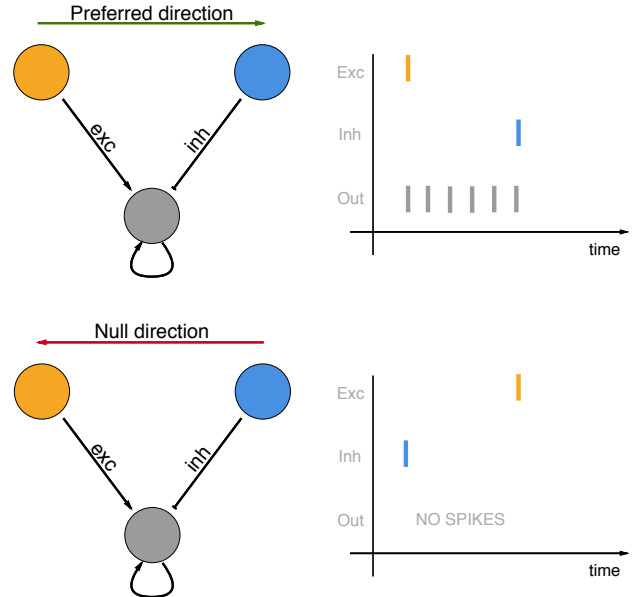 Preferred direction
exc
inh
Exc
Inh
Out
time
Null direction
exc
inh
Exc
Inh
Out
NO SPIKES
time